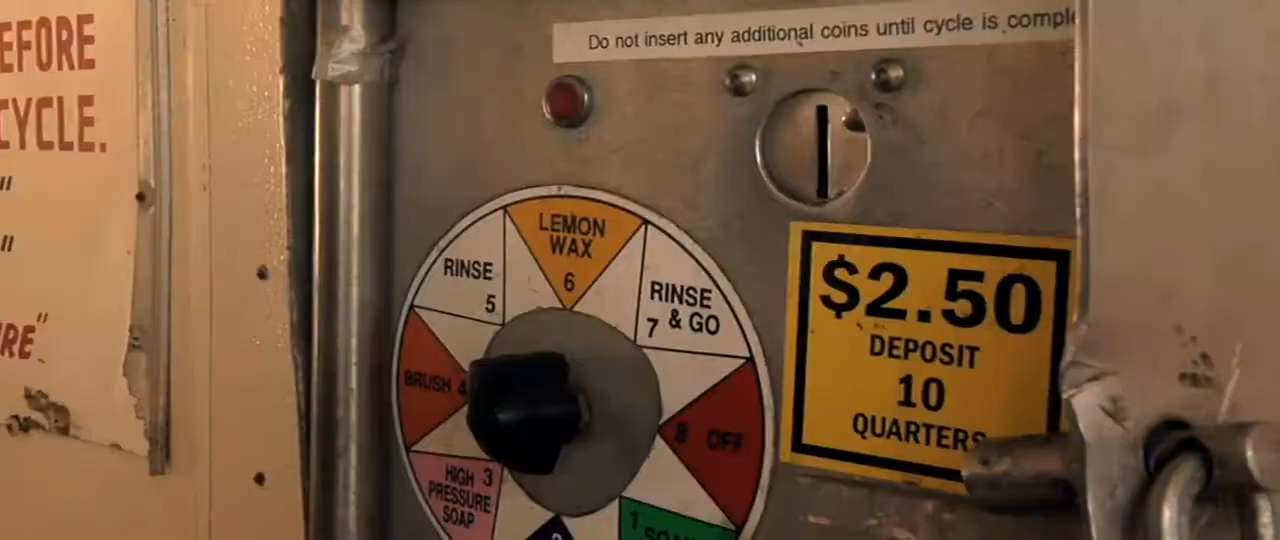 EFORE
CYCLE.
"
"
RE"
Do not insert any additional coins until cycle is comple
LEMON
WAX
6
RINSE
5
RINSE
& GO
7
BRUSH 4
8 OFF
HIGH 3
PRESSURE
SOAP
1
$2.50
DEPOSIT
10
QUARTERS